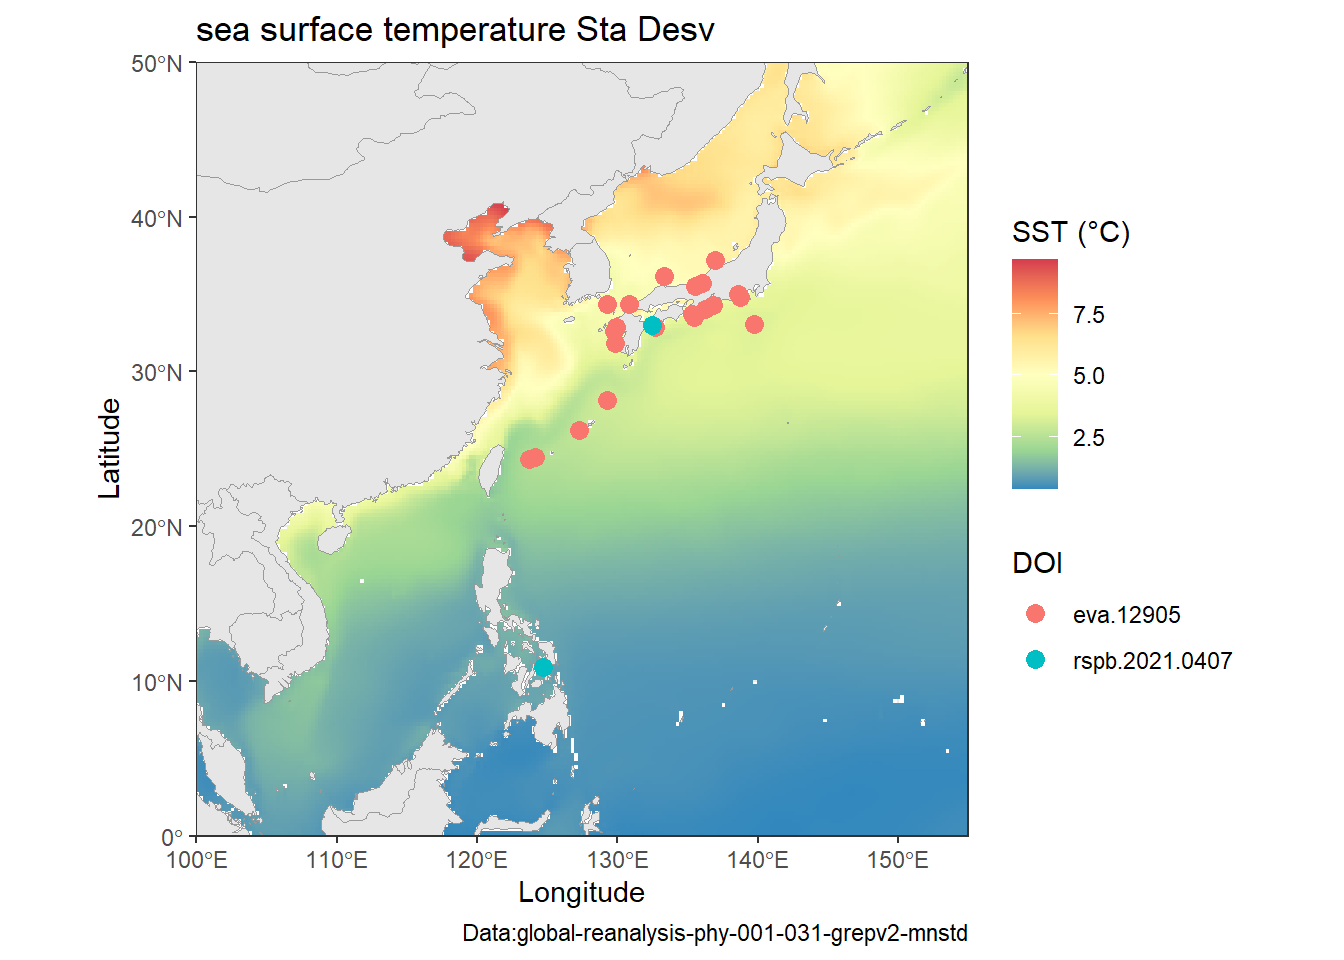 sea surface temperature Sta Desv
50°N
40°N
30°N
20°N
10°N
0°
Latitude
100°E
110°E
120°E
130°E
140°E
150°E
Longitude
Data:global-reanalysis-phy-001-031-grepv2-mnstd
SST (°C)
7.5
5.0
2.5
DOI
eva.12905
rspb.2021.0407